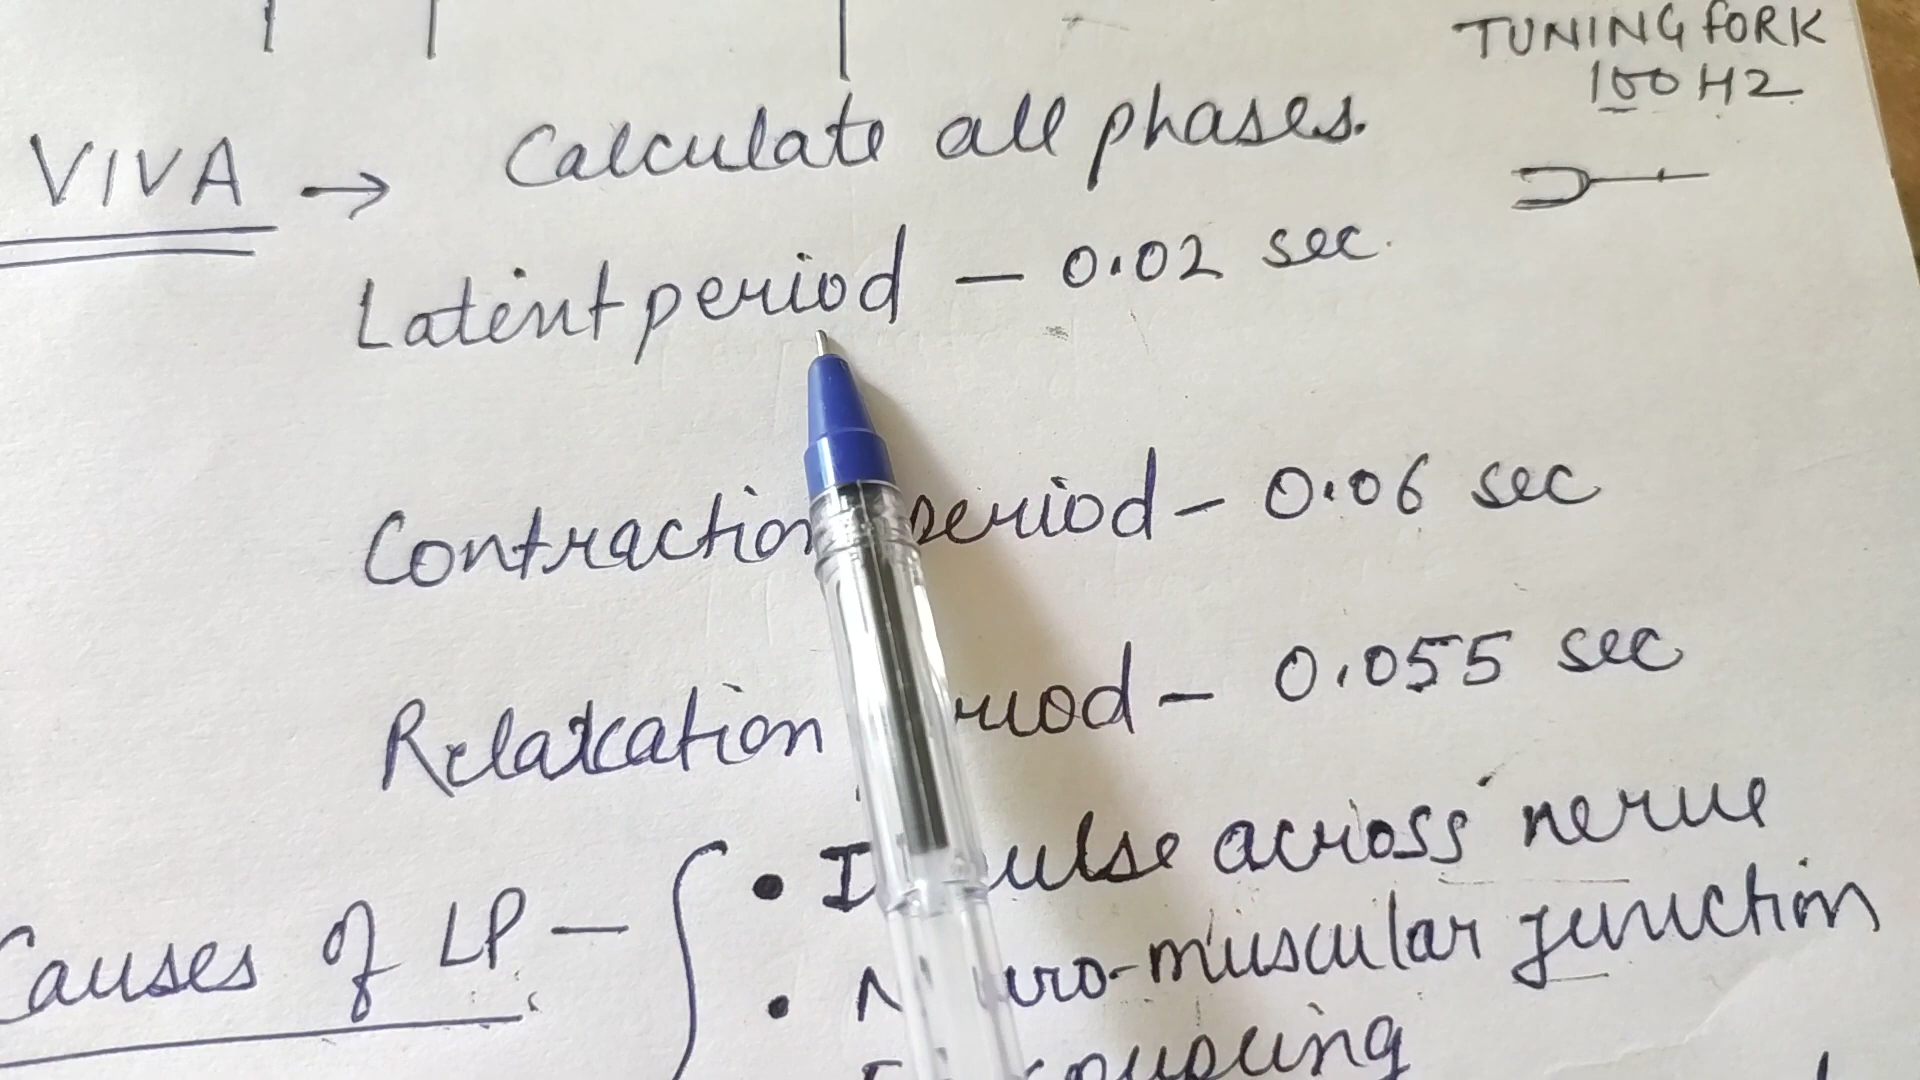 TUNING FORK
100 HZ
VIVA → Calculate all phases.
Latent period – 0.02 sec.
Contraction period – 0.06 sec
Relaxation – 0.055 sec
Causes of LP – • across nerve
• muscular junction